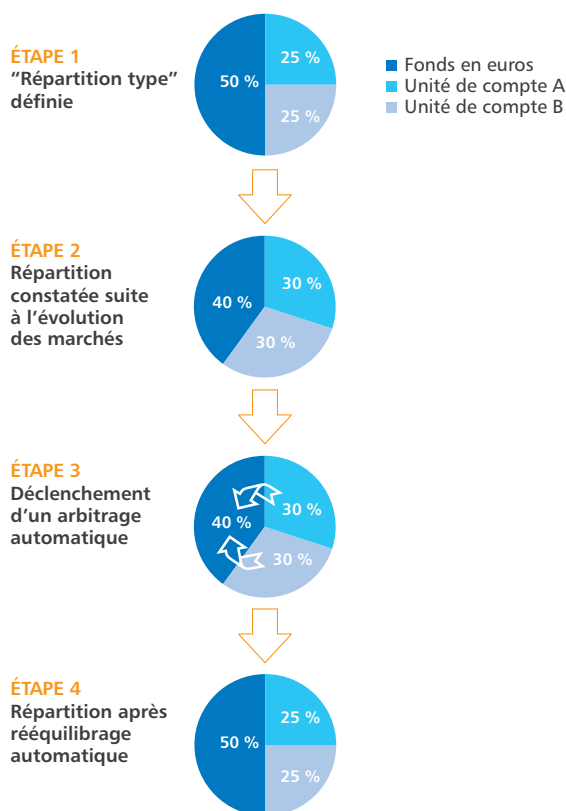 ÉTAPE 1
“Répartition type”
définie
50 %
25 %
25 %
Fonds en euros
Unité de compte A
Unité de compte B
ÉTAPE 2
Répartition
constatée suite
à l’évolution
des marchés
40 %
30 %
30 %
ÉTAPE 3
Déclenchement
d’un arbitrage
automatique
40 %
30 %
30 %
ÉTAPE 4
Répartition après
rééquilibrage
automatique
50 %
25 %
25 %